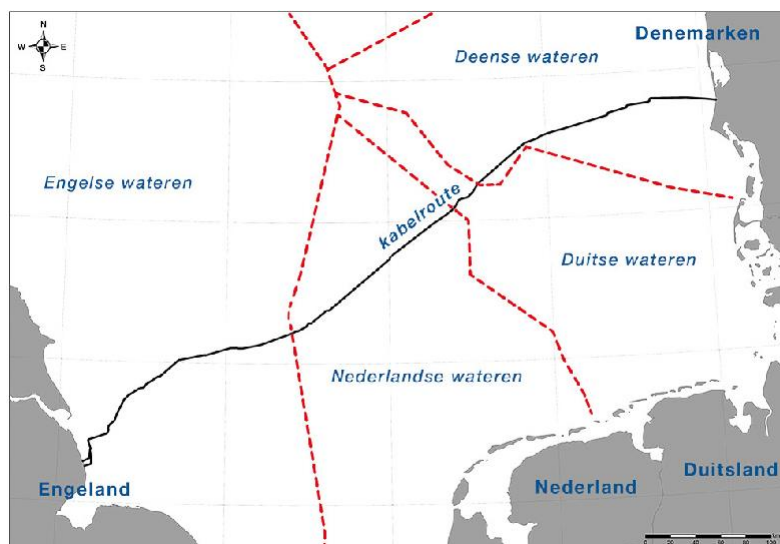 N
W E
S
Denemarken
Deense wateren
Engelse wateren
kabelroute
Duitse wateren
Nederlandse wateren
Engeland
Nederland
Duitsland